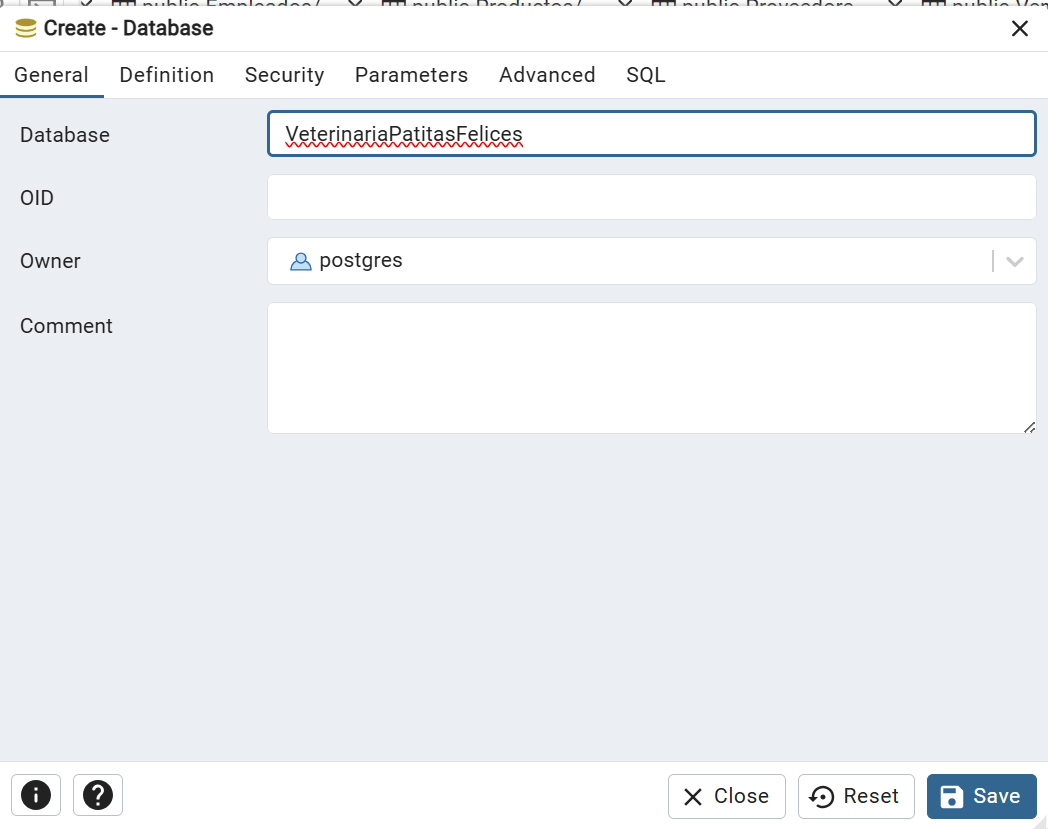 Create - Database
General Definition Security Parameters Advanced SQL
Database VeterinariaPatitasFelices
OID
Owner postgres
Comment
Close Reset Save